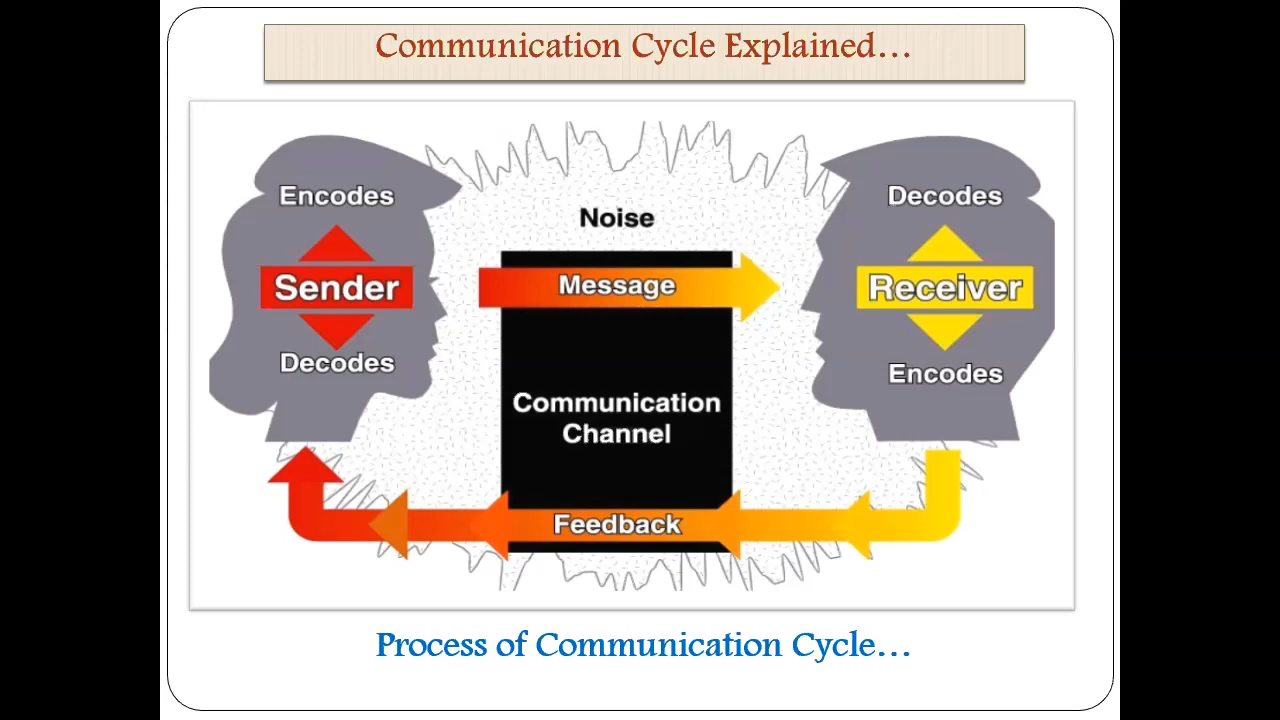 Communication Cycle Explained...
Encodes
Sender
Decodes
Noise
Message
Communication
Channel
Feedback
Decodes
Receiver
Encodes
Process of Communication Cycle...